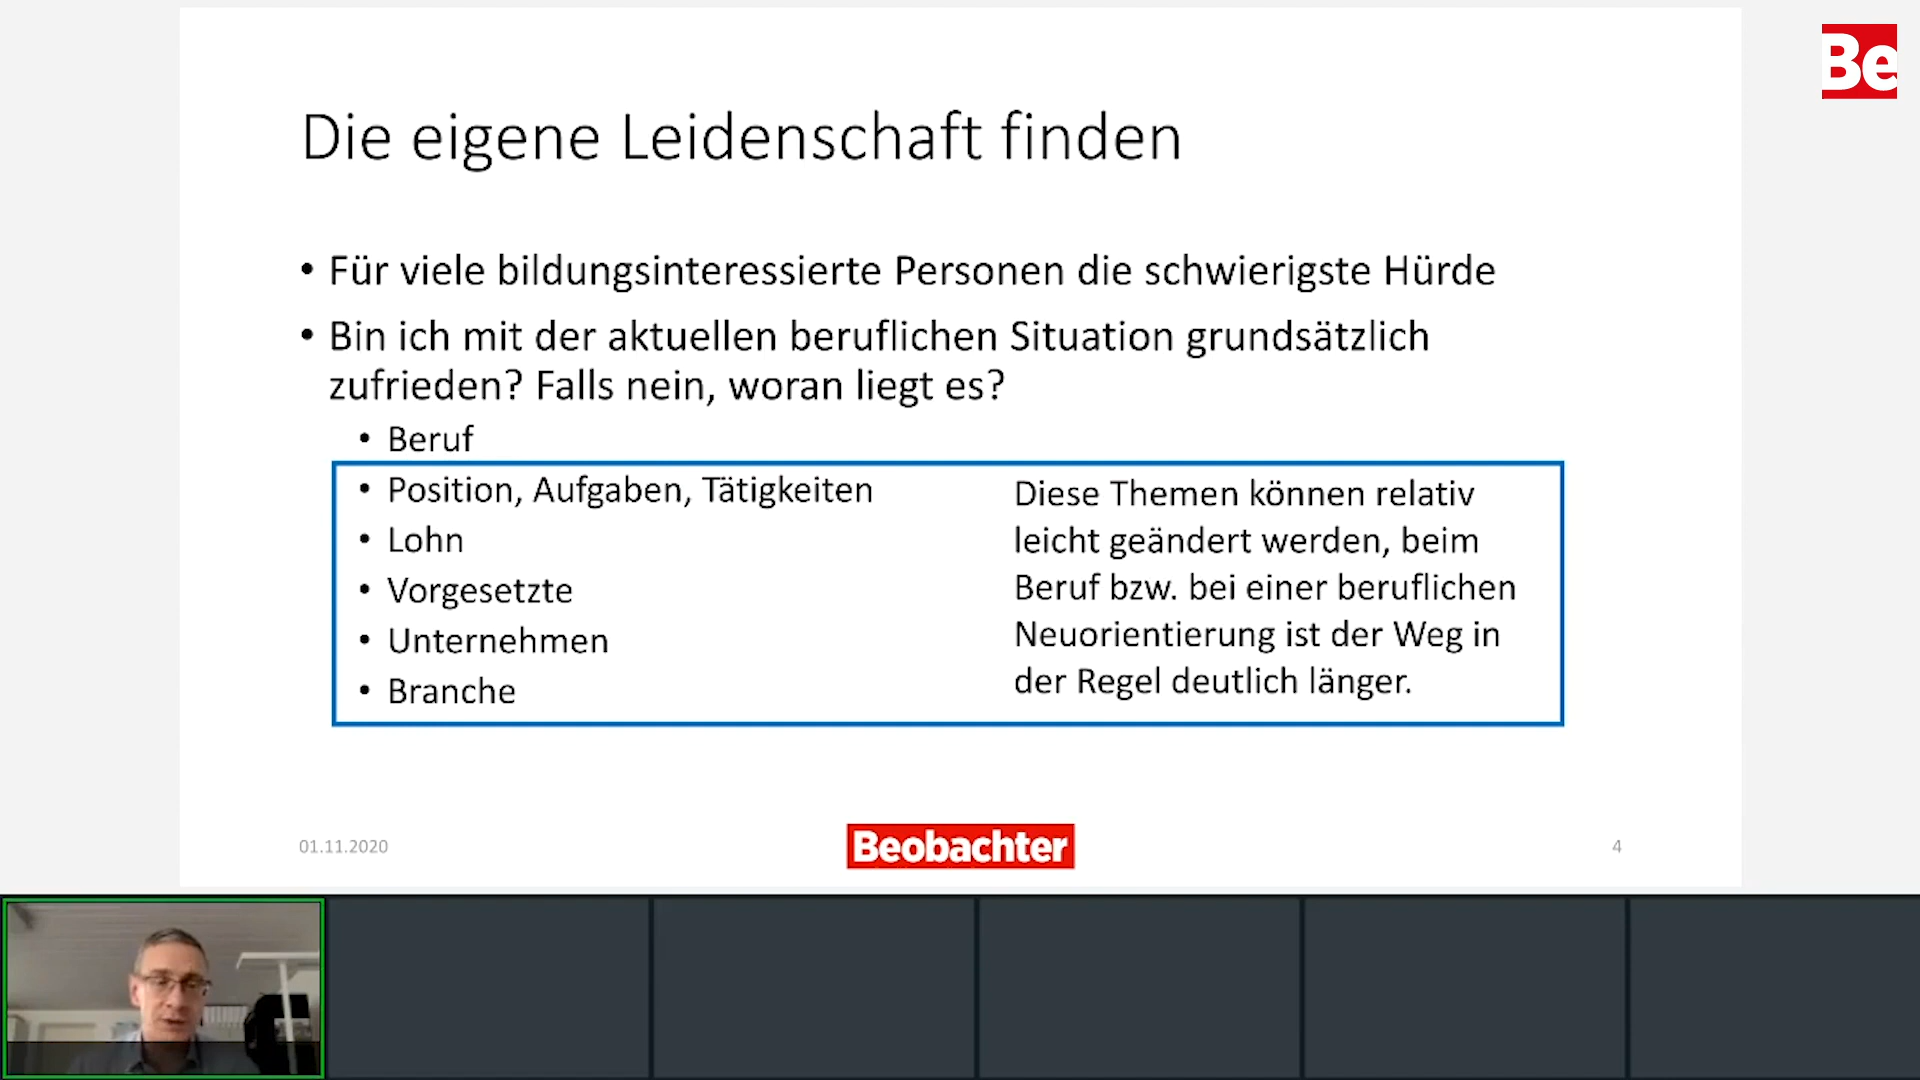 Be
Die eigene Leidenschaft finden
• Für viele bildungsinteressierte Personen die schwierigste Hürde
• Bin ich mit der aktuellen beruflichen Situation grundsätzlich
zufrieden? Falls nein, woran liegt es?
• Beruf
• Position, Aufgaben, Tätigkeiten
• Lohn
• Vorgesetzte
• Unternehmen
• Branche
Diese Themen können relativ
leicht geändert werden, beim
Beruf bzw. bei einer beruflichen
Neuorientierung ist der Weg in
der Regel deutlich länger.
01.11.2020
Beobachter
4